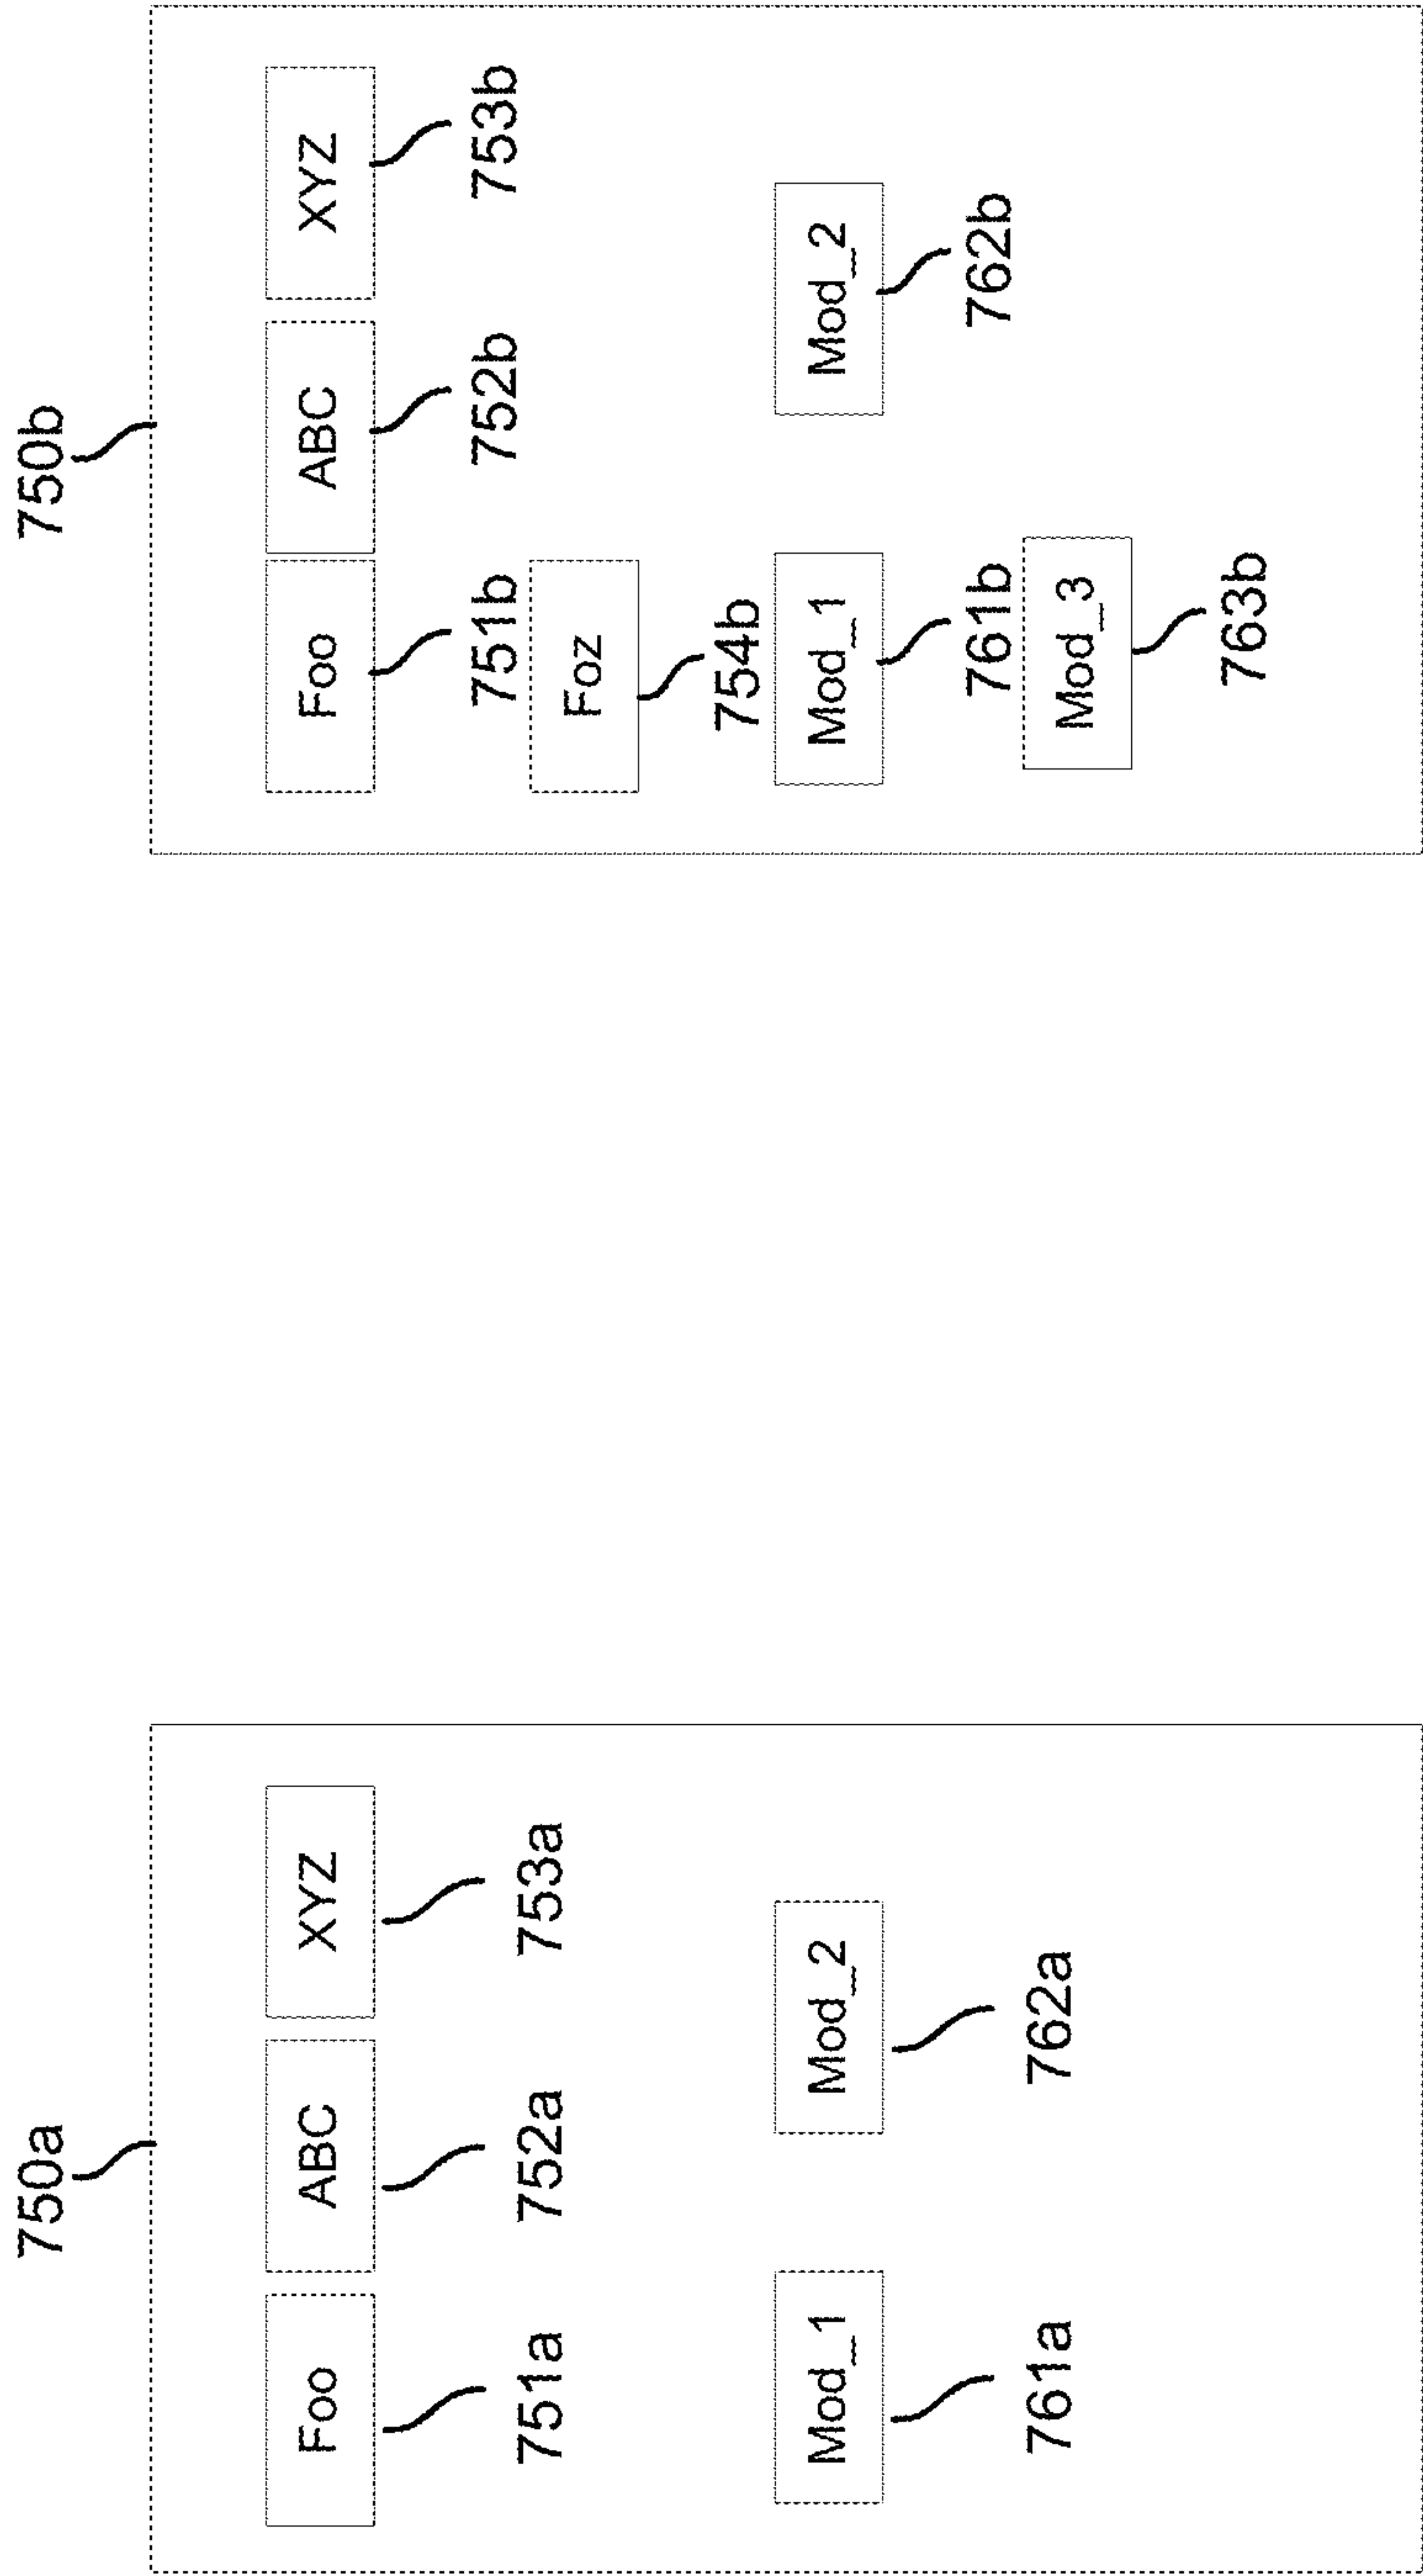 750a
Foo
ABC
XYZ
751a
752a
753a
Mod_1
Mod_2
761a
762a
750b
Foo
ABC
XYZ
751b
752b
753b
Foz
754b
Mod_1
Mod_2
761b
762b
Mod_3
763b